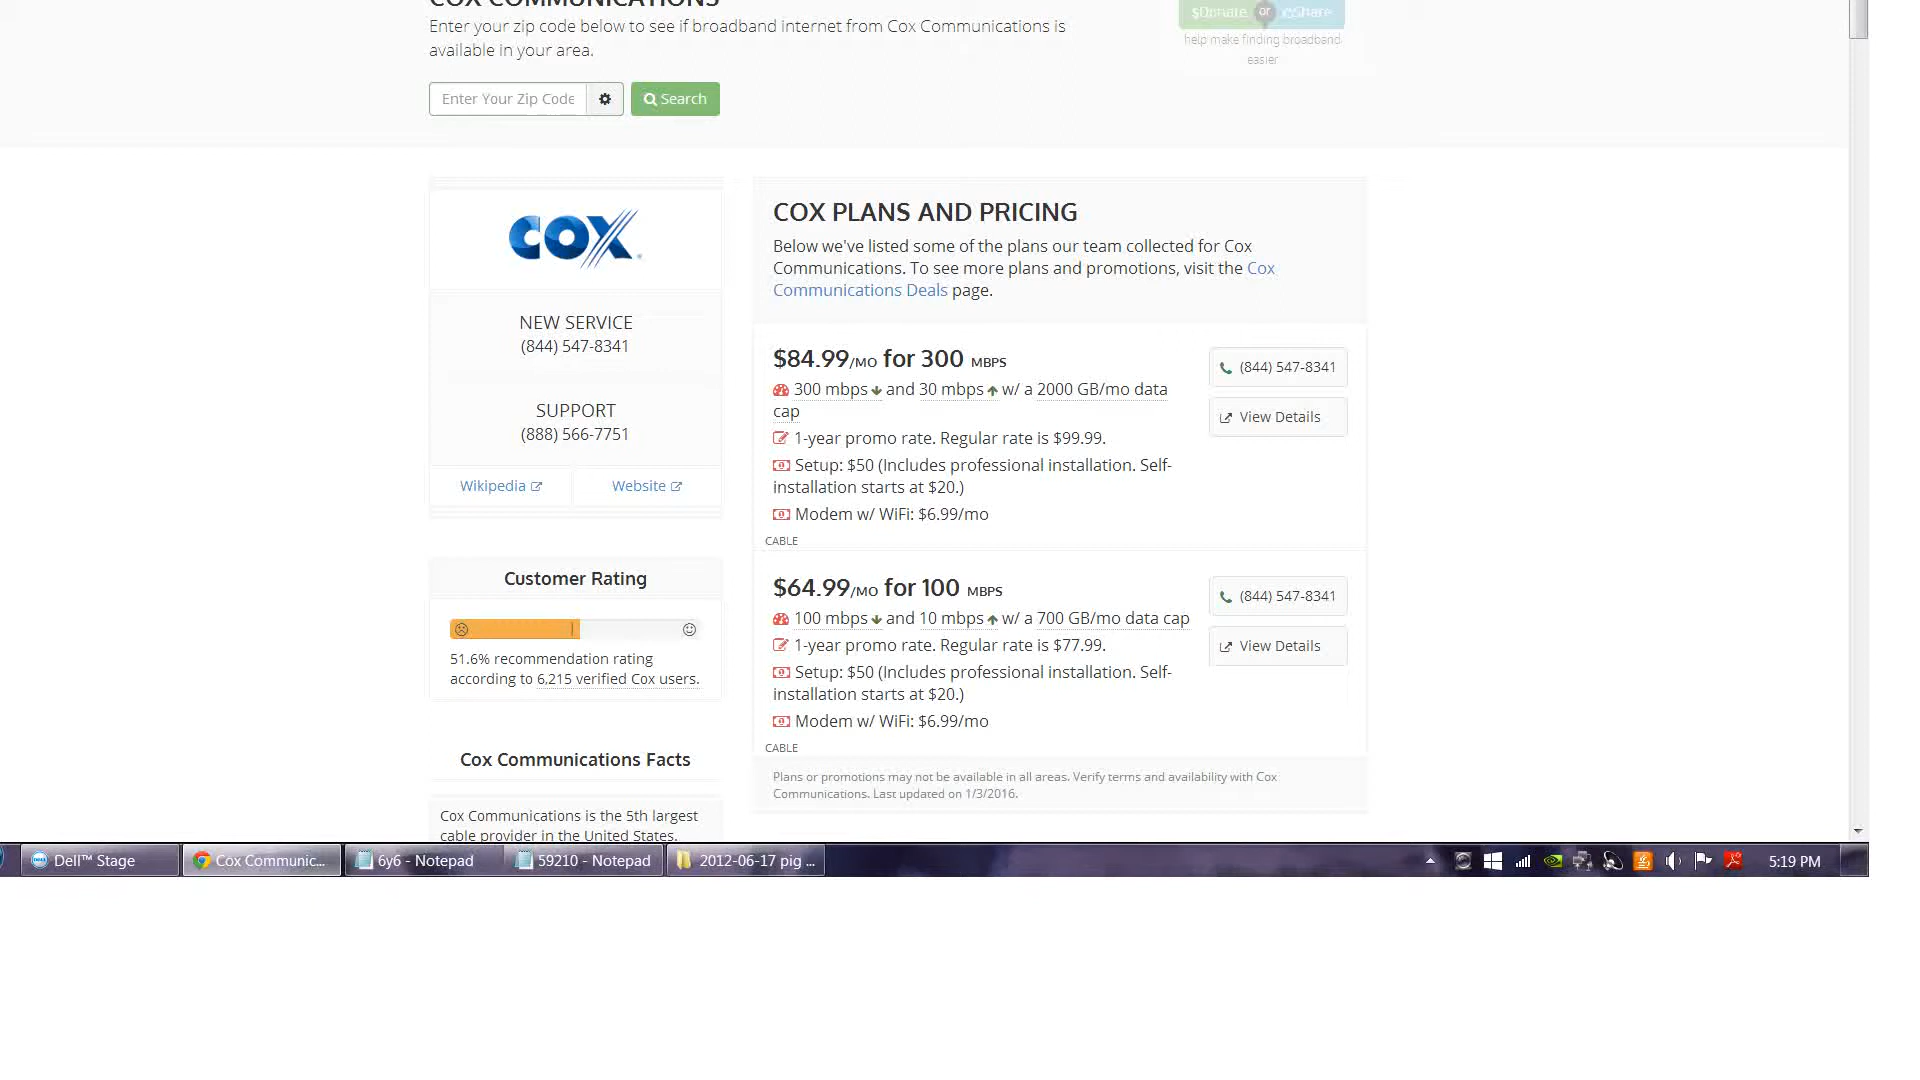 COX COMMUNICATIONS
Enter your zip code below to see if broadband internet from Cox Communications is
available in your area.
Enter Your Zip Code
Search
$Donate or Share
help make finding broadband
easier
COX
NEW SERVICE
(844) 547-8341
SUPPORT
(888) 566-7751
Wikipedia
Website
Customer Rating
51.6% recommendation rating
according to 6,215 verified Cox users.
Cox Communications Facts
Cox Communications is the 5th largest
cable provider in the United States.
COX PLANS AND PRICING
Below we've listed some of the plans our team collected for Cox
Communications. To see more plans and promotions, visit the Cox
Communications Deals page.
$84.99/MO for 300 MBPS
300 mbps and 30 mbps w/ a 2000 GB/mo data
cap
1-year promo rate. Regular rate is $99.99.
Setup: $50 (Includes professional installation. Self-
installation starts at $20.)
Modem w/ WiFi: $6.99/mo
CABLE
(844) 547-8341
View Details
$64.99/MO for 100 MBPS
100 mbps and 10 mbps w/ a 700 GB/mo data cap
1-year promo rate. Regular rate is $77.99.
Setup: $50 (Includes professional installation. Self-
installation starts at $20.)
Modem w/ WiFi: $6.99/mo
CABLE
(844) 547-8341
View Details
Plans or promotions may not be available in all areas. Verify terms and availability with Cox
Communications. Last updated on 1/3/2016.
Dell™ Stage
Cox Communic...
6y6 - Notepad
59210 - Notepad
2012-06-17 pig ...
5:19 PM